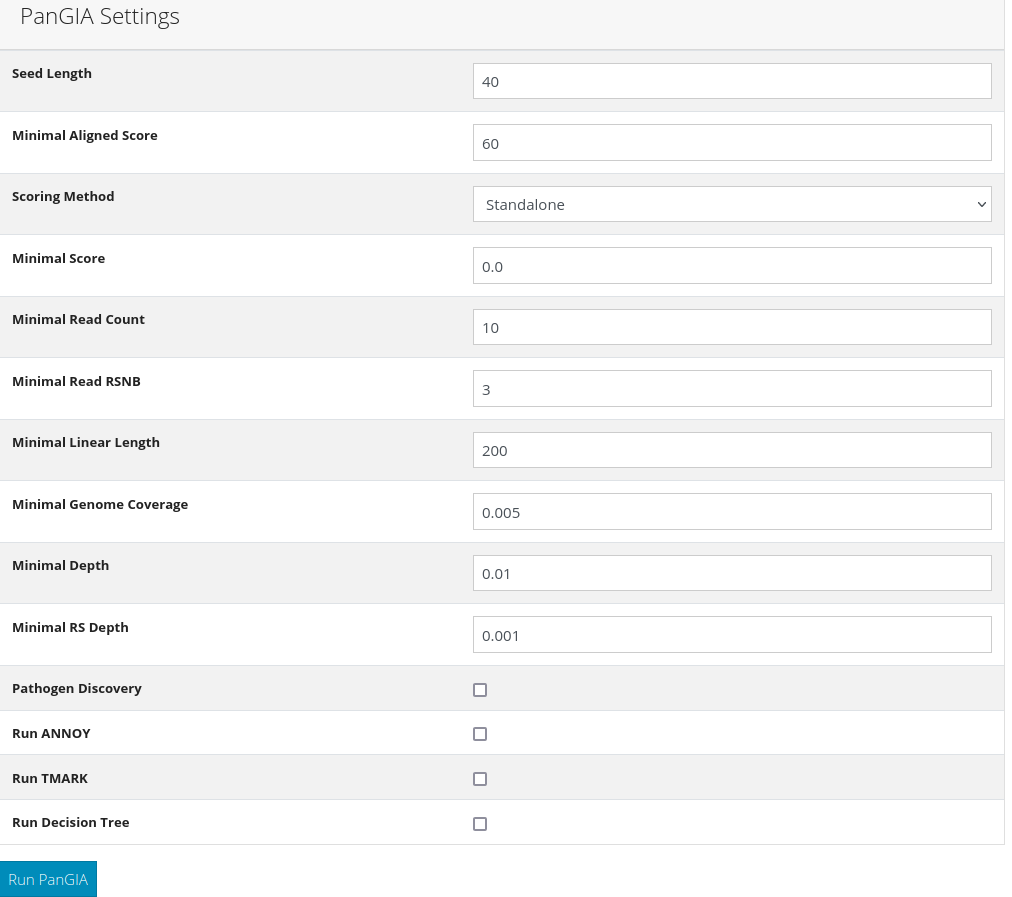 PanGIA Settings
Seed Length
40
Minimal Aligned Score
60
Scoring Method
Standalone
Minimal Score
0.0
Minimal Read Count
10
Minimal Read RSNB
3
Minimal Linear Length
200
Minimal Genome Coverage
0.005
Minimal Depth
0.01
Minimal RS Depth
0.001
Pathogen Discovery
Run ANNOY
Run TMARK
Run Decision Tree
Run PanGIA